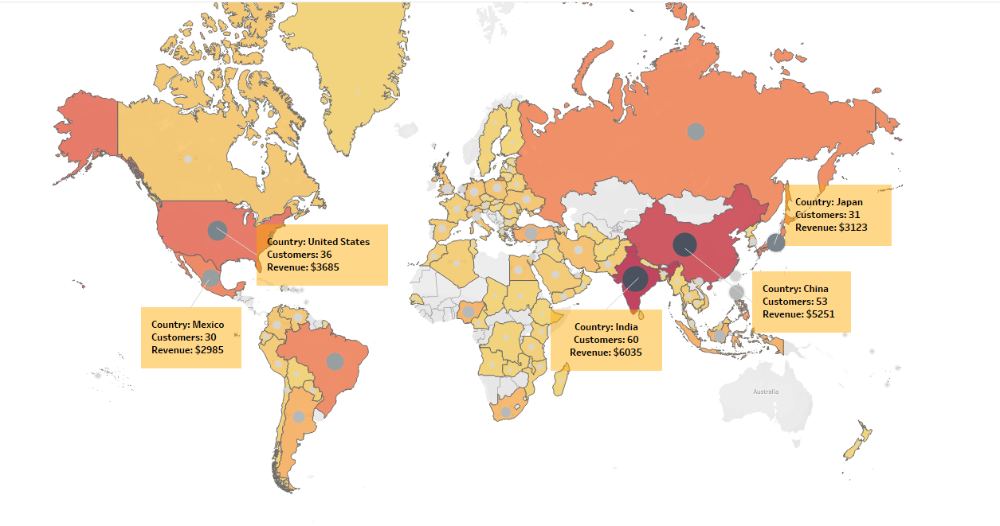 Country: Japan
Customers: 31
Revenue: $3123
Country: United States
Customers: 36
Revenue: $3685
Country: China
Customers: 53
Revenue: $5251
Country: Mexico
Customers: 30
Revenue: $2985
Country: India
Customers: 60
Revenue: $6035
Australia